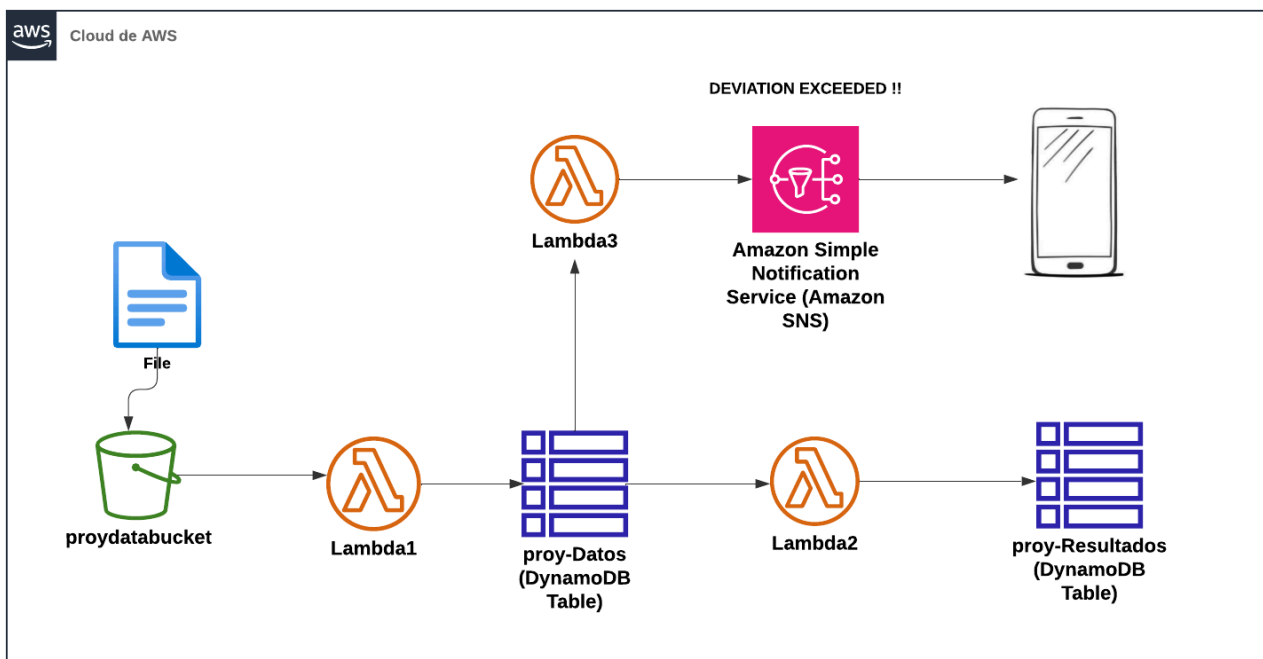 aws
Cloud de AWS
DEVIATION EXCEEDED !!
Lambda3
Amazon Simple
Notification
Service (Amazon
SNS)
File
proydatabucket
Lambda1
proy-Datos
(DynamoDB
Table)
Lambda2
proy-Resultados
(DynamoDB
Table)